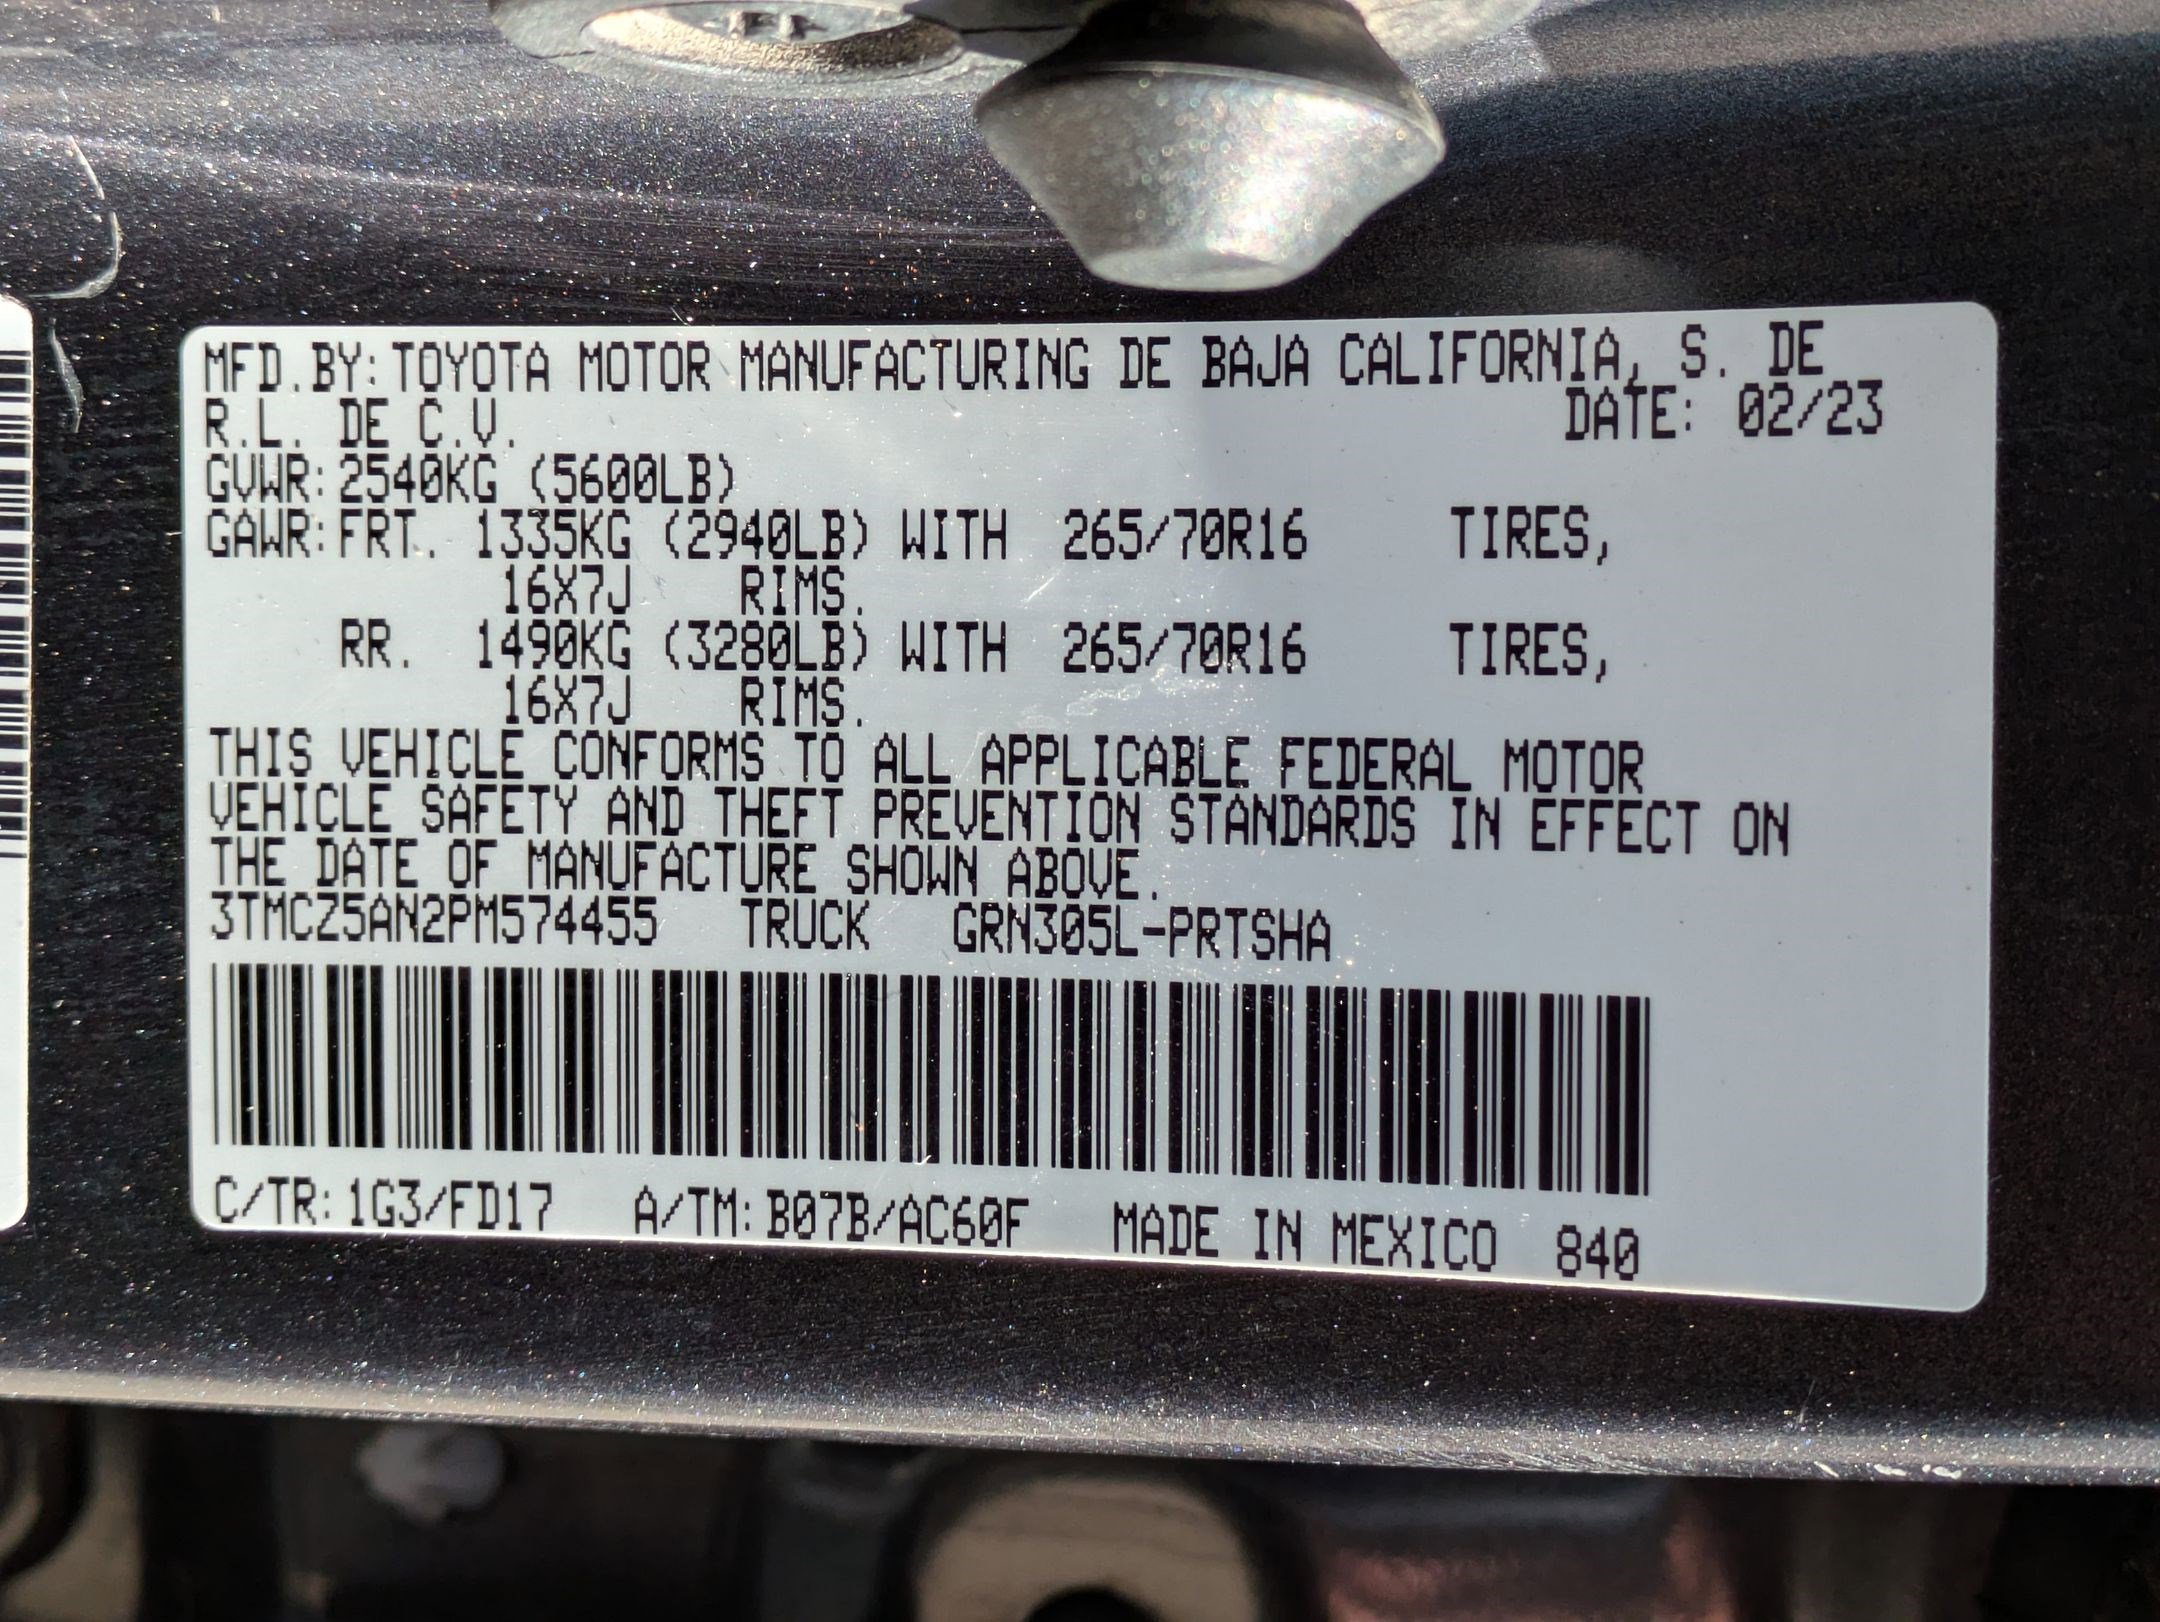 MFD.BY: TOYOTA MOTOR MANUFACTURING DE BAJA CALIFORNIA, S. DE
R.L. DE C.V. DATE: 02/23
GVWR: 2540KG (5600LB)
GAWR: FRT. 1335KG (2940LB) WITH 265/70R16 TIRES,
16X7J RIMS.
RR. 1490KG (3280LB) WITH 265/70R16 TIRES,
16X7J RIMS.
THIS VEHICLE CONFORMS TO ALL APPLICABLE FEDERAL MOTOR
VEHICLE SAFETY AND THEFT PREVENTION STANDARDS IN EFFECT ON
THE DATE OF MANUFACTURE SHOWN ABOVE.
3TMCZ5AN2PM574455 TRUCK GRN305L-PRTSHA
C/TR: 1G3/FD17 A/TM: B07B/AC60F MADE IN MEXICO 840